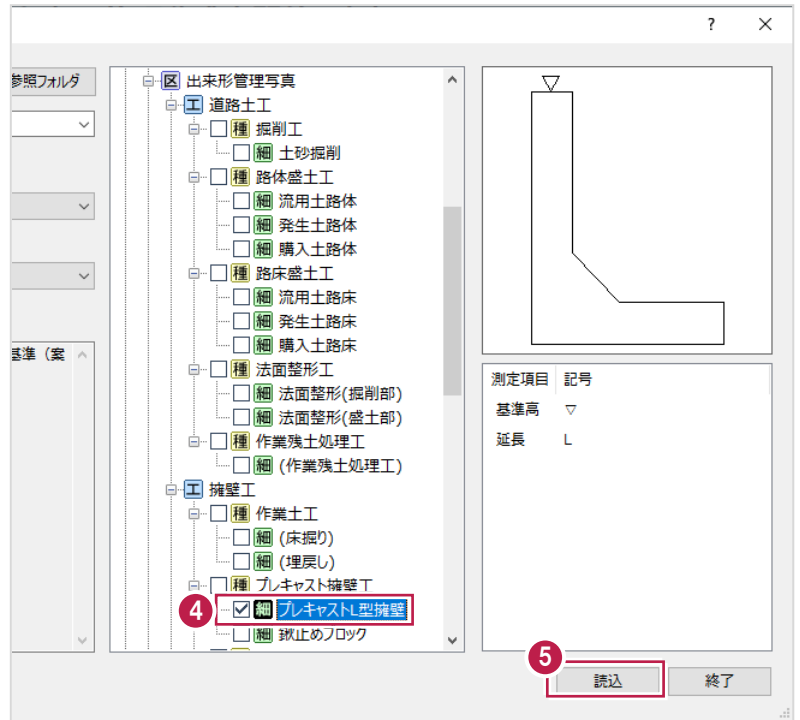 ?
参照フォルダ
基準（案
区 出来形管理写真
工 道路土工
種 掘削工
細 土砂掘削
種 路体盛土工
細 流用土路体
細 発生土路体
細 購入土路体
種 路床盛土工
細 流用土路床
細 発生土路床
細 購入土路床
種 法面整形工
細 法面整形(掘削部)
細 法面整形(盛土部)
種 作業残土処理工
細 (作業残土処理工)
工 擁壁工
種 作業土工
細 (床掘り)
細 (埋戻し)
種 プレキャスト擁壁工
4 細 プレキャストL型擁壁
細 鍬止めブロック
測定項目 記号
基準高 ▽
延長 L
5
読込 終了